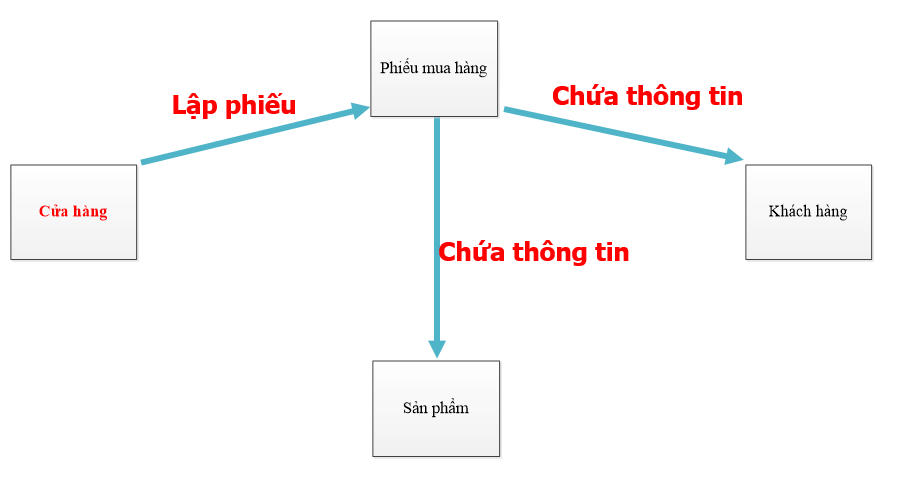 Phiếu mua hàng
Lập phiếu
Chứa thông tin
Cửa hàng
Khách hàng
Chứa thông tin
Sản phẩm